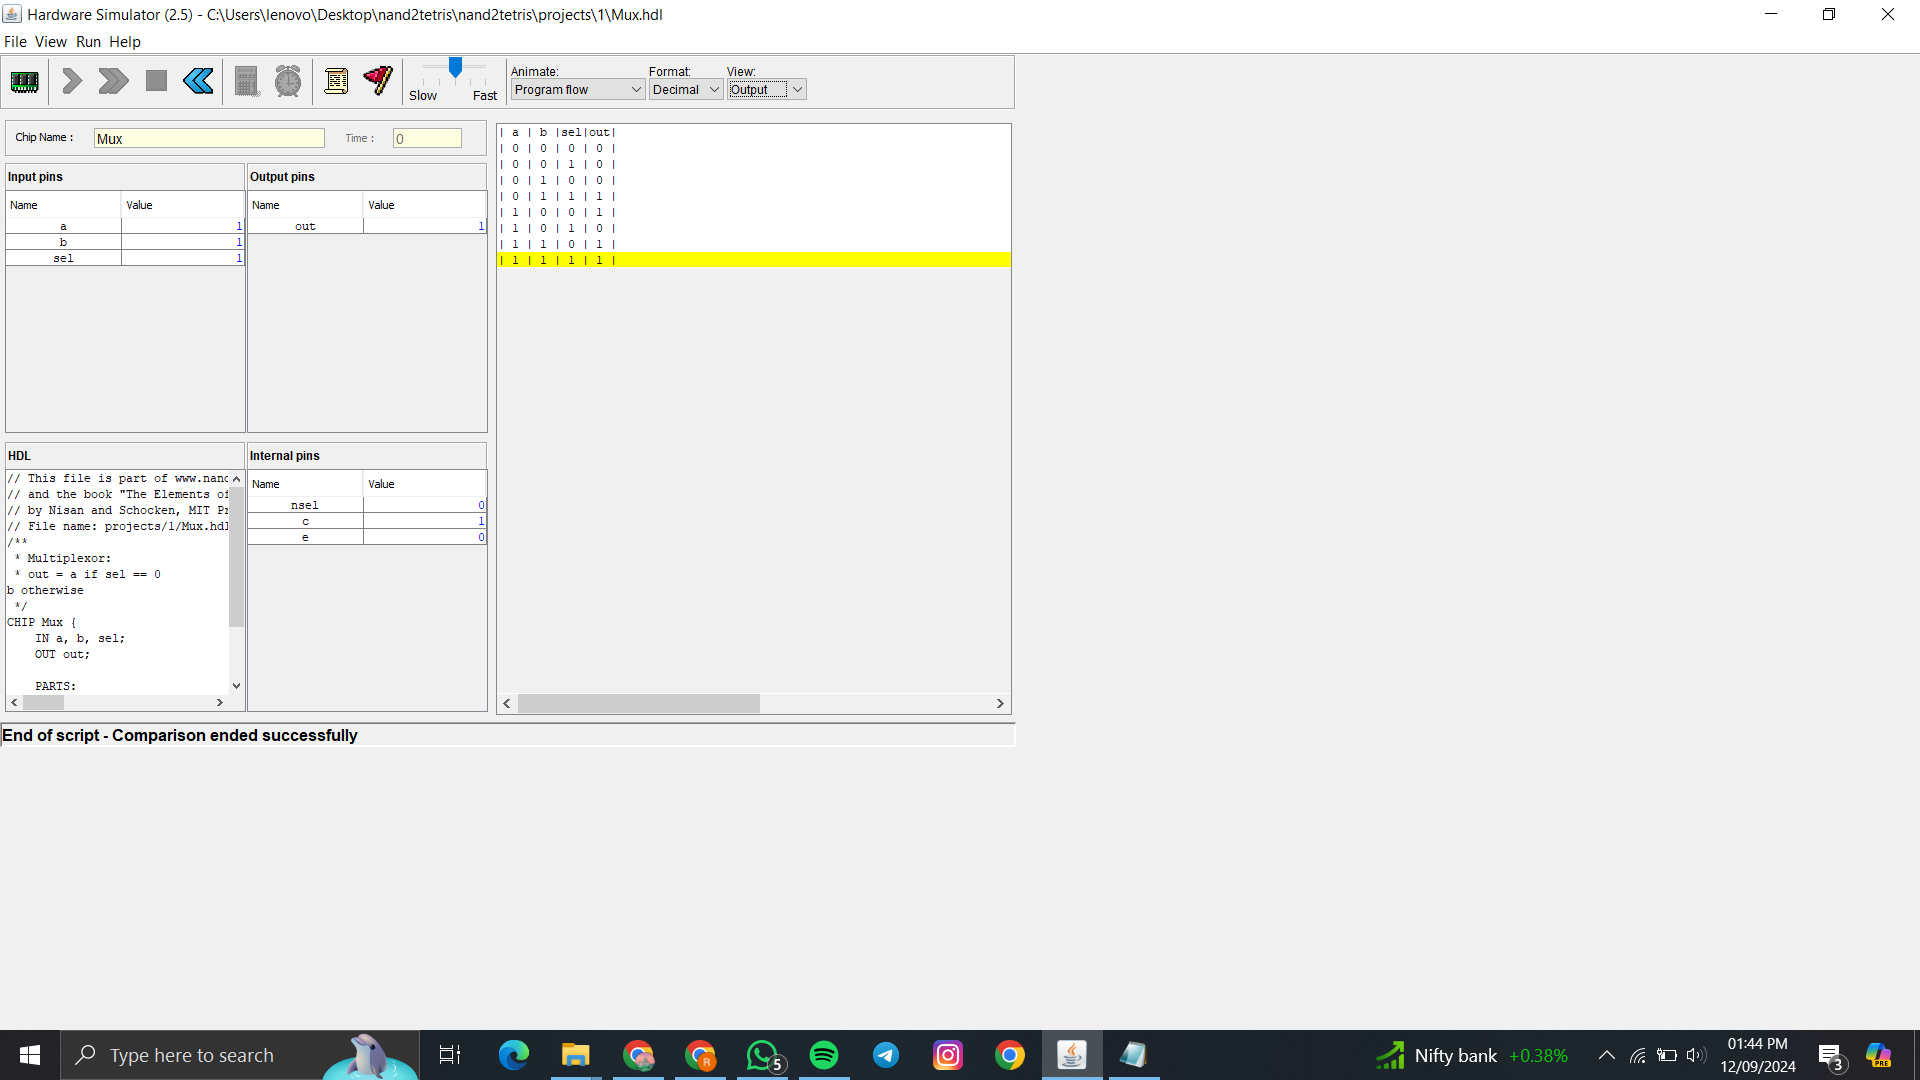 Hardware Simulator (2.5) - C:\Users\lenovo\Desktop\nand2tetris\nand2tetris\projects\1\Mux.hdl
File View Run Help
Slow Fast
Animate: Format: View:
Program flow Decimal Output
Chip Name : Mux Time : 0
Input pins
Name Value
a 1
b 1
sel 1
Output pins
Name Value
out 1
| a | b |sel|out|
| 0 | 0 | 0 | 0 |
| 0 | 0 | 1 | 0 |
| 0 | 1 | 0 | 0 |
| 0 | 1 | 1 | 1 |
| 1 | 0 | 0 | 1 |
| 1 | 0 | 1 | 0 |
| 1 | 1 | 0 | 1 |
| 1 | 1 | 1 | 1 |
HDL
// This file is part of www.nand
// and the book "The Elements of
// by Nisan and Schocken, MIT Pr
// File name: projects/1/Mux.hdl
/**
* Multiplexor:
* out = a if sel == 0
b otherwise
*/
CHIP Mux {
IN a, b, sel;
OUT out;
PARTS:
Internal pins
Name Value
nsel 0
c 1
e 0
End of script - Comparison ended successfully
Type here to search
5
R
Nifty bank +0.38%
01:44 PM
12/09/2024
3
PRE